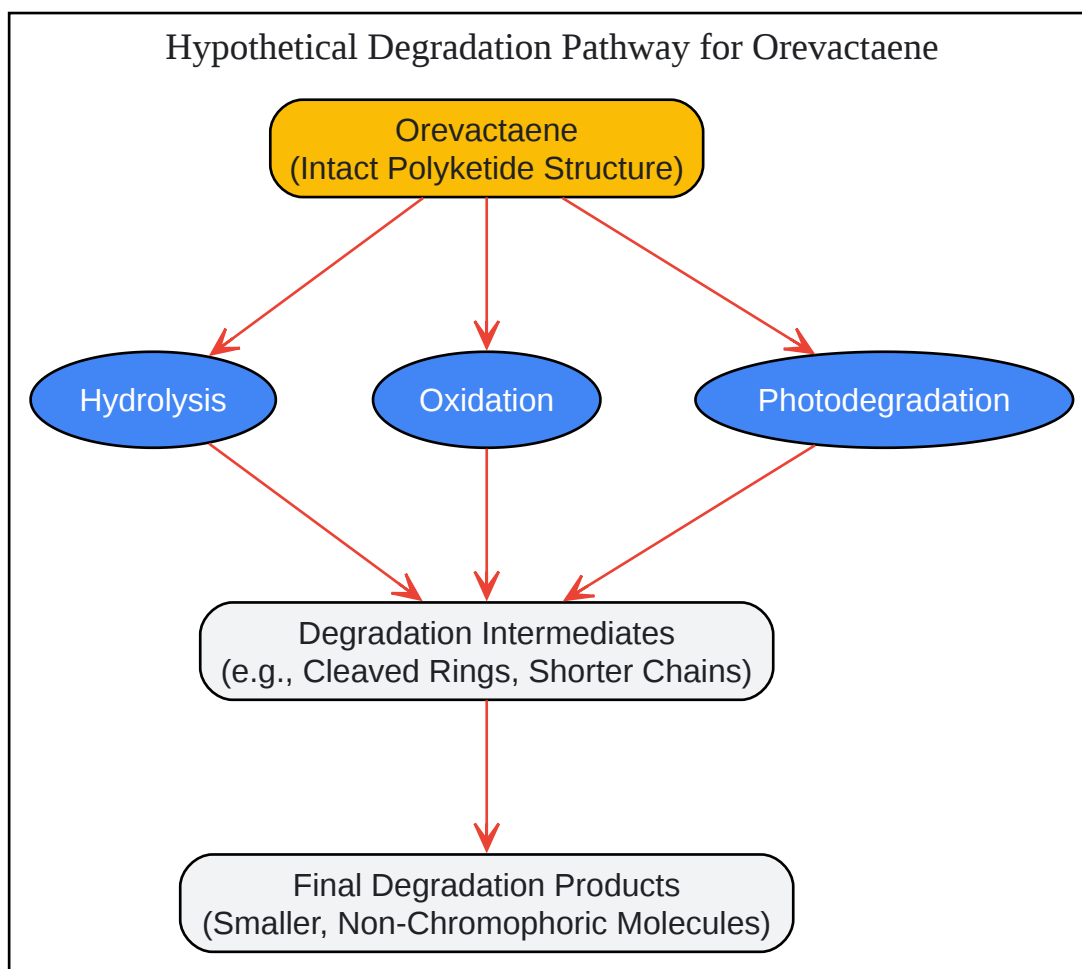 Hypothetical Degradation Pathway for Orevactaene
Orevactaene
(Intact Polyketide Structure)
Hydrolysis
Oxidation
Photodegradation
Degradation Intermediates
(e.g., Cleaved Rings, Shorter Chains)
Final Degradation Products
(Smaller, Non-Chromophoric Molecules)